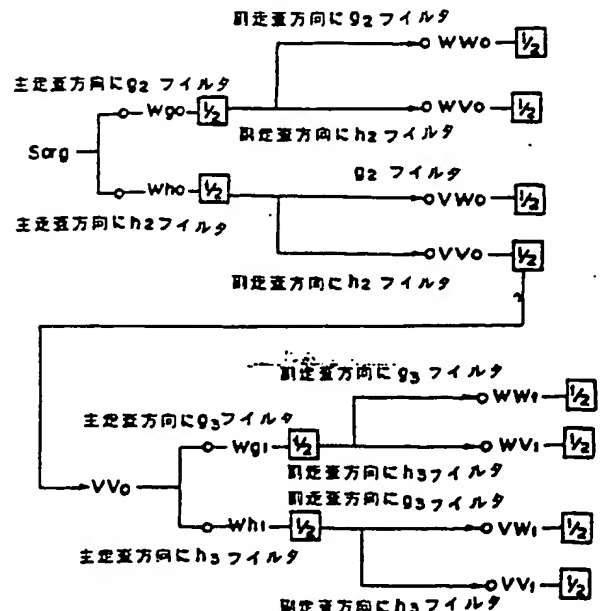 副走査方向にg2フィルタ
WW0 1/2
主走査方向にg2フィルタ
Wg0 1/2
WV0 1/2
副走査方向にh2フィルタ
Sorg
g2フィルタ
Wh0 1/2
VW0 1/2
主走査方向にh2フィルタ
VV0 1/2
副走査方向にh2フィルタ
副走査方向にg3フィルタ
WW1 1/2
主走査方向にg3フィルタ
Wg1 1/2
WV1 1/2
副走査方向にh3フィルタ
VV0
副走査方向にg3フィルタ
Wh1 1/2
VW1 1/2
主走査方向にh3フィルタ
VV1 1/2
副走査方向にh3フィルタ